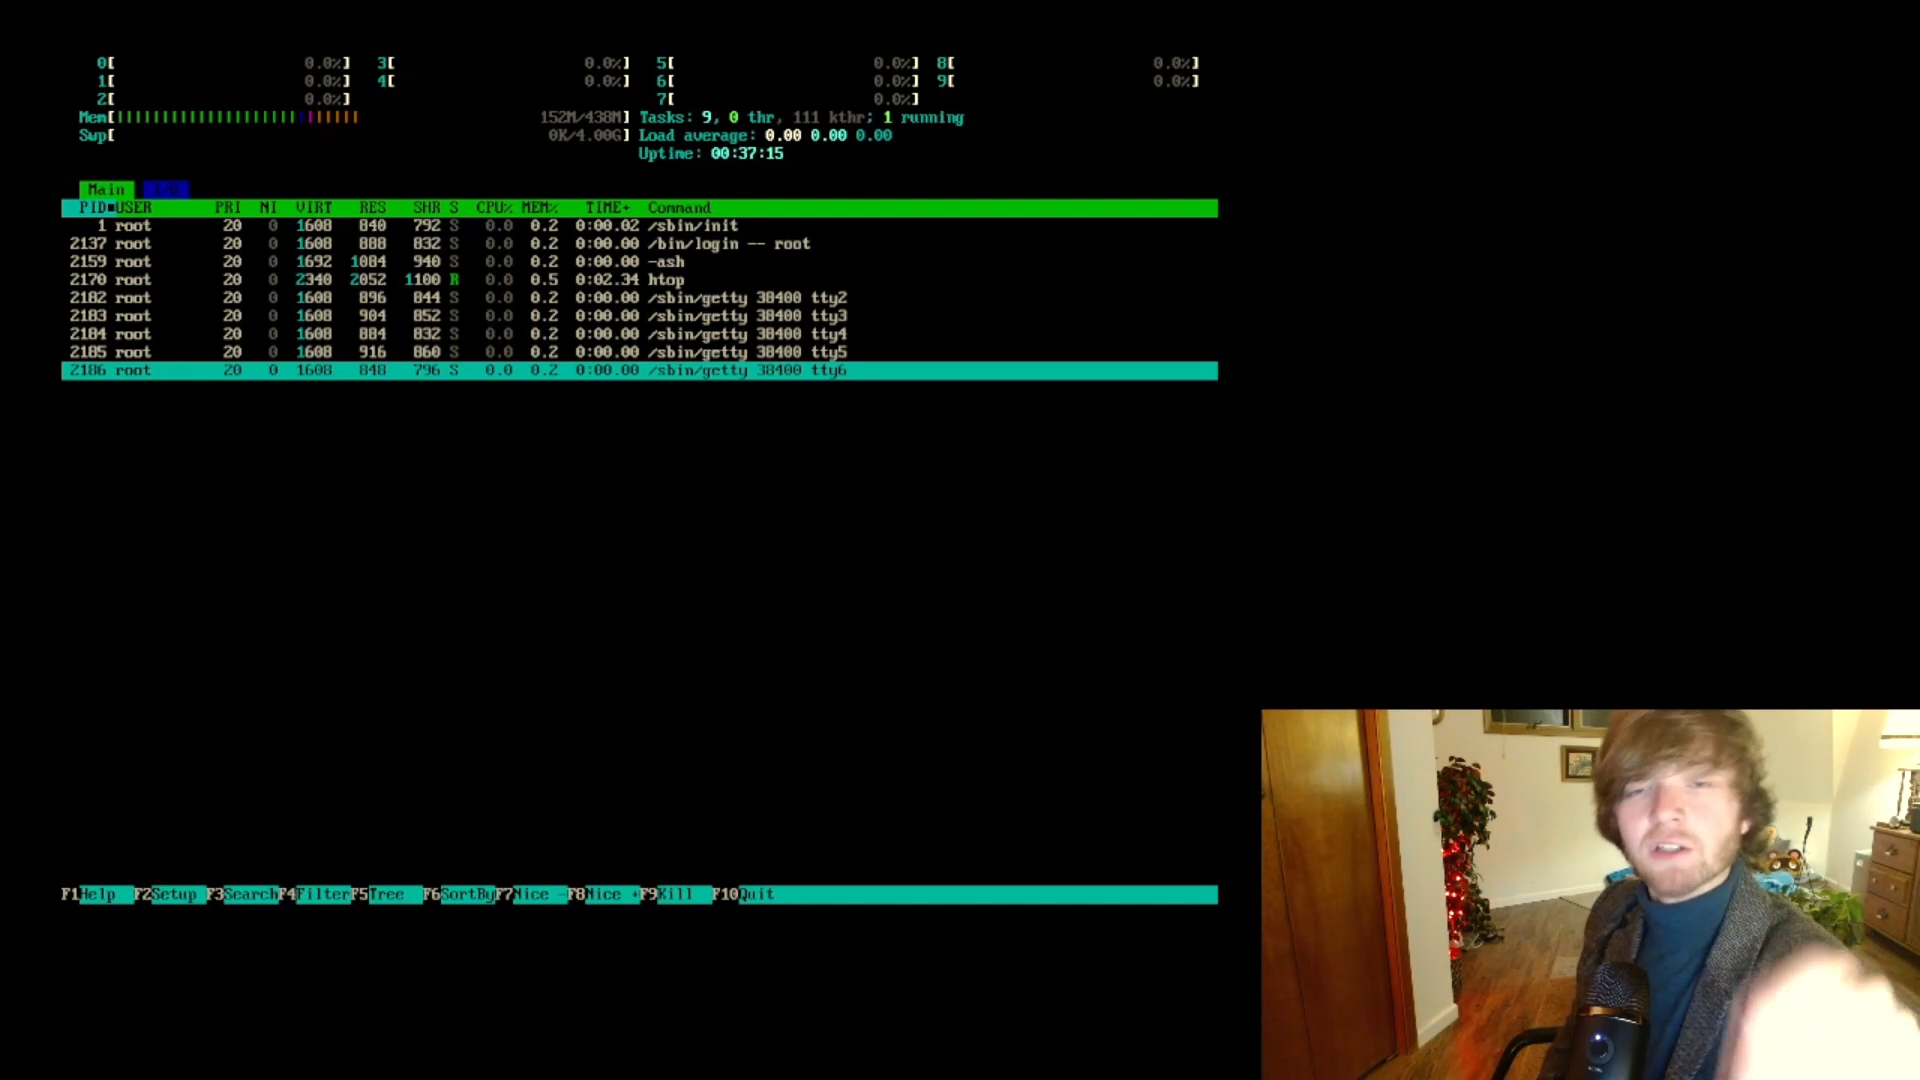 0[ 0.0%] 3[ 0.0%] 5[ 0.0%] 8[ 0.0%]
1[ 0.0%] 4[ 0.0%] 6[ 0.0%] 9[ 0.0%]
2[ 0.0%] 7[ 0.0%]
Mem[||||||||||||||||||||||||||| 152M/438M] Tasks: 9, 0 thr, 111 kthr; 1 running
Swp[ 0K/4.00G] Load average: 0.00 0.00 0.00
Uptime: 00:37:15
Main
PID USER PRI NI VIRT RES SHR S CPU% MEM% TIME+ Command
1 root 20 0 1608 840 792 S 0.0 0.2 0:00.02 /sbin/init
2137 root 20 0 1608 888 832 S 0.0 0.2 0:00.00 /bin/login -- root
2159 root 20 0 1692 1084 940 S 0.0 0.2 0:00.00 -ash
2170 root 20 0 2340 2052 1100 R 0.0 0.5 0:02.34 htop
2182 root 20 0 1608 896 844 S 0.0 0.2 0:00.00 /sbin/getty 38400 tty2
2183 root 20 0 1608 904 852 S 0.0 0.2 0:00.00 /sbin/getty 38400 tty3
2184 root 20 0 1608 884 832 S 0.0 0.2 0:00.00 /sbin/getty 38400 tty4
2185 root 20 0 1608 916 860 S 0.0 0.2 0:00.00 /sbin/getty 38400 tty5
2186 root 20 0 1608 848 796 S 0.0 0.2 0:00.00 /sbin/getty 38400 tty6
F1Help F2Setup F3SearchF4FilterF5Tree F6SortByF7Nice -F8Nice +F9Kill F10Quit